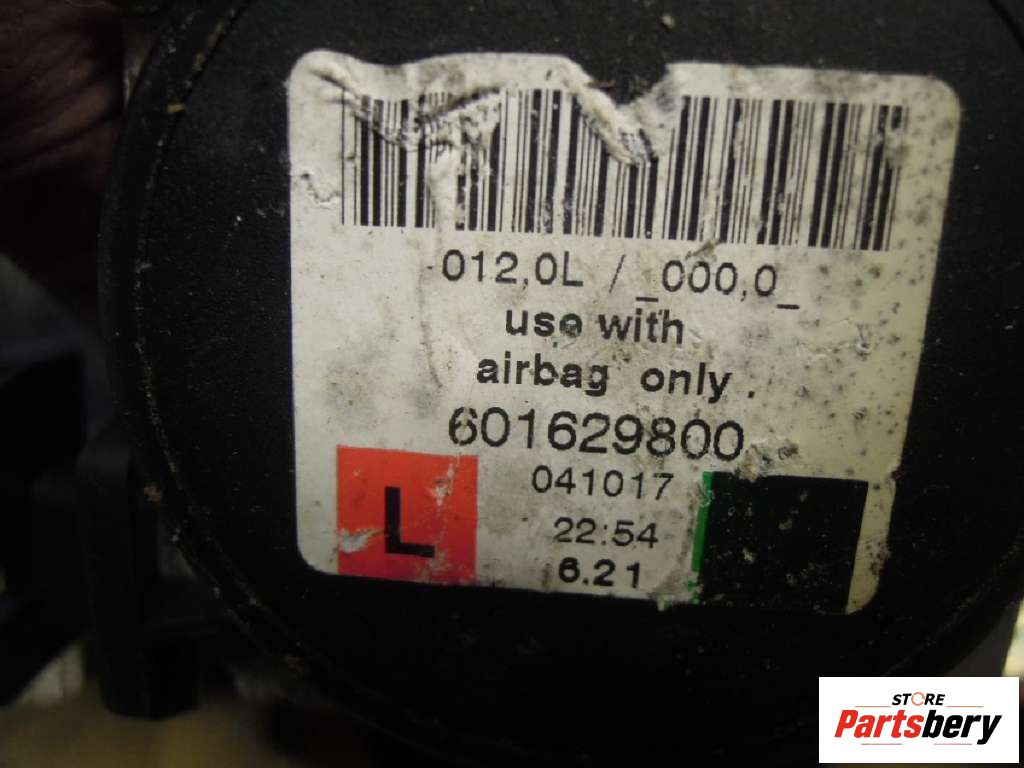 012,0L / _000,0_
use with
airbag only.
601629800
L
041017
22:54
6.21
STORE
Partsbery